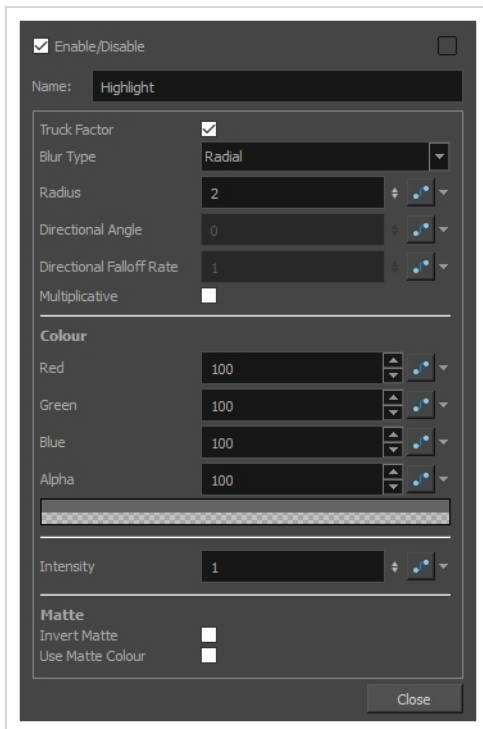 Enable/Disable
Name: Highlight
Truck Factor
Blur Type Radial
Radius 2
Directional Angle 0
Directional Falloff Rate 1
Multiplicative
Colour
Red 100
Green 100
Blue 100
Alpha 100
Intensity 1
Matte
Invert Matte
Use Matte Colour
Close